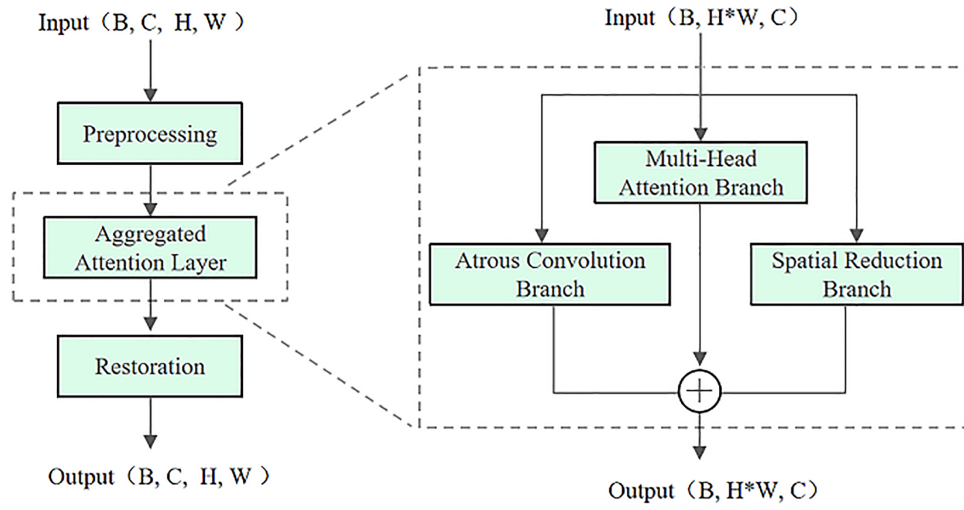 Input（B, C, H, W ）
Preprocessing
Aggregated
Attention Layer
Restoration
Output（B, C, H, W ）
Input（B, H*W, C）
Multi-Head
Attention Branch
Atrous Convolution
Branch
Spatial Reduction
Branch
Output（B, H*W, C）